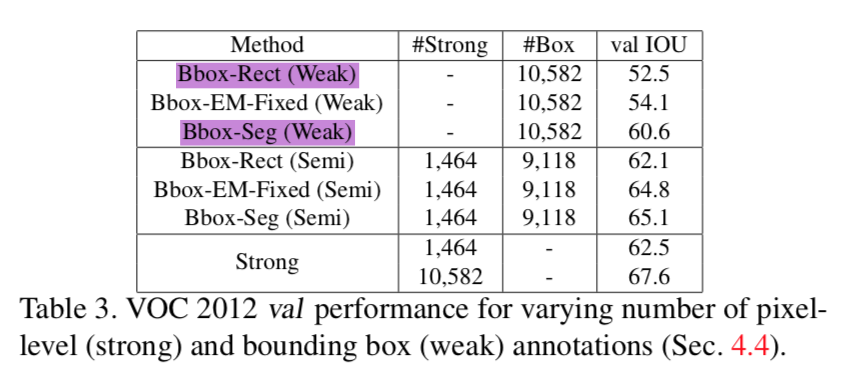 Method #Strong #Box val IOU
Bbox-Rect (Weak) - 10,582 52.5
Bbox-EM-Fixed (Weak) - 10,582 54.1
Bbox-Seg (Weak) - 10,582 60.6
Bbox-Rect (Semi) 1,464 9,118 62.1
Bbox-EM-Fixed (Semi) 1,464 9,118 64.8
Bbox-Seg (Semi) 1,464 9,118 65.1
Strong 1,464 - 62.5
10,582 - 67.6
Table 3. VOC 2012 val performance for varying number of pixel-
level (strong) and bounding box (weak) annotations (Sec. 4.4).